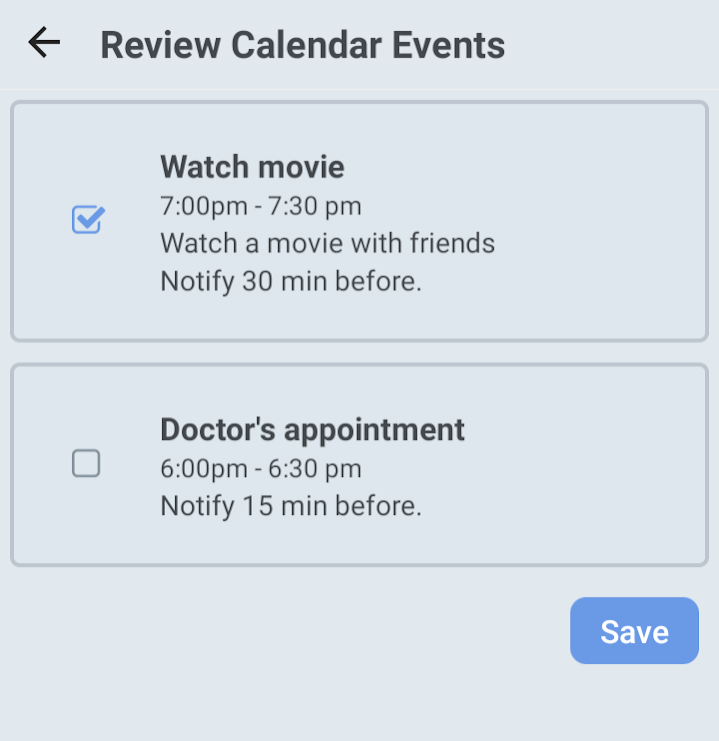 Review Calendar Events
Watch movie
7:00pm - 7:30 pm
Watch a movie with friends
Notify 30 min before.
Doctor's appointment
6:00pm - 6:30 pm
Notify 15 min before.
Save